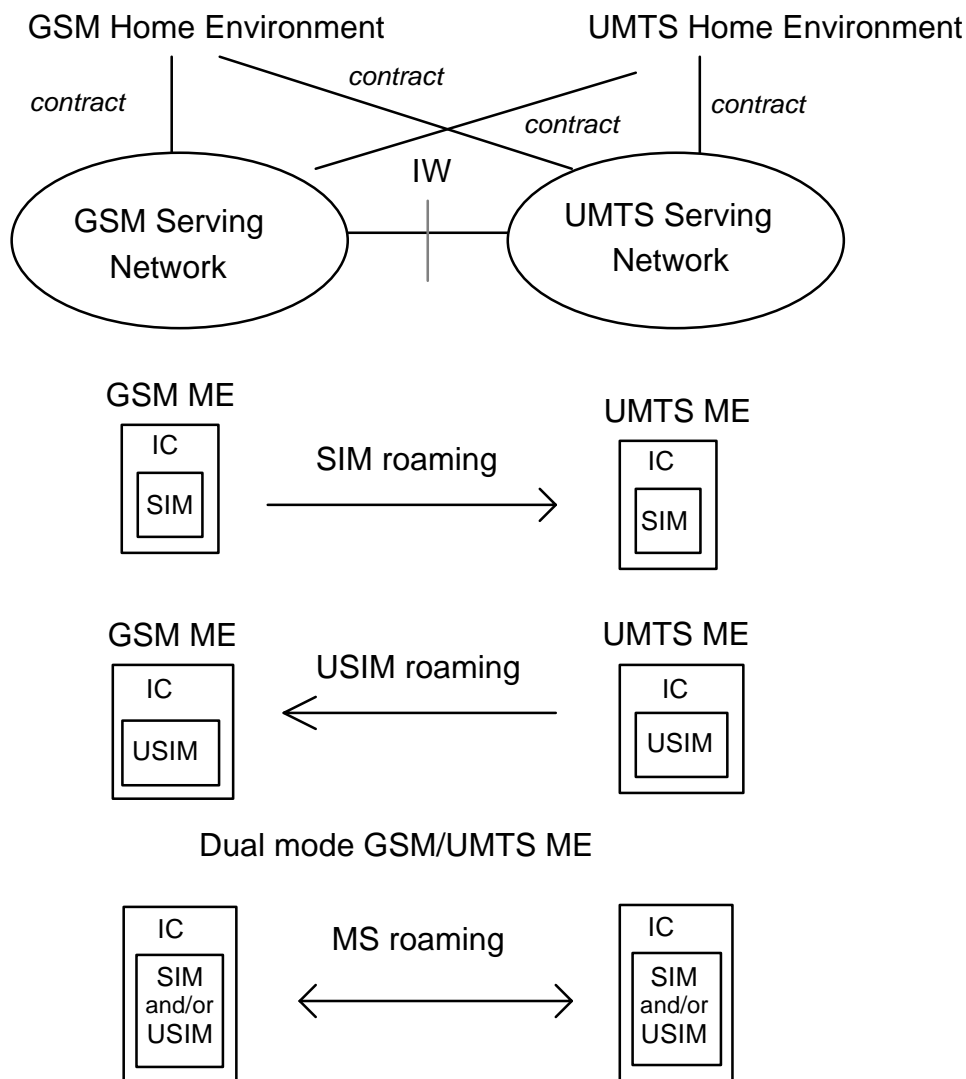 GSM Home Environment
UMTS Home Environment
contract
contract
contract
contract
IW
GSM Serving
Network
UMTS Serving
Network
GSM ME
UMTS ME
IC
SIM
SIM roaming
IC
SIM
GSM ME
UMTS ME
IC
USIM
USIM roaming
IC
USIM
Dual mode GSM/UMTS ME
IC
SIM
and/or
USIM
MS roaming
IC
SIM
and/or
USIM